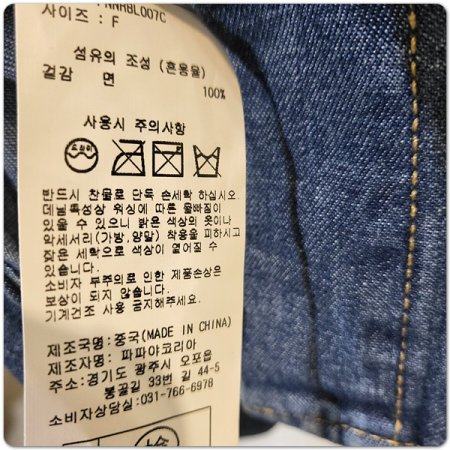 NNRBL007C
사이즈 : F
섬유의 조성 (혼용율)
겉감 면
100%
사용시 주의사항
드라이
반드시 찬물로 단독 손세탁 하십시오.
데님특성상 워싱에 따른 물빠짐이
있을 수 있으니 밝은 색상의 옷이나
악세서리(가방,양말) 착용을 피하시고
잦은 세탁으로 색상이 옅어질 수
있습니다.
소비자 부주의로 인한 제품손상은
보상이 되지 않습니다.
기계건조 사용 금지해주세요.
제조국명:중국(MADE IN CHINA)
제조자명: 파파야코리아
주소:경기도 광주시 오포읍
봉골길 33번 길 44-5
소비자상담실:031-766-6978